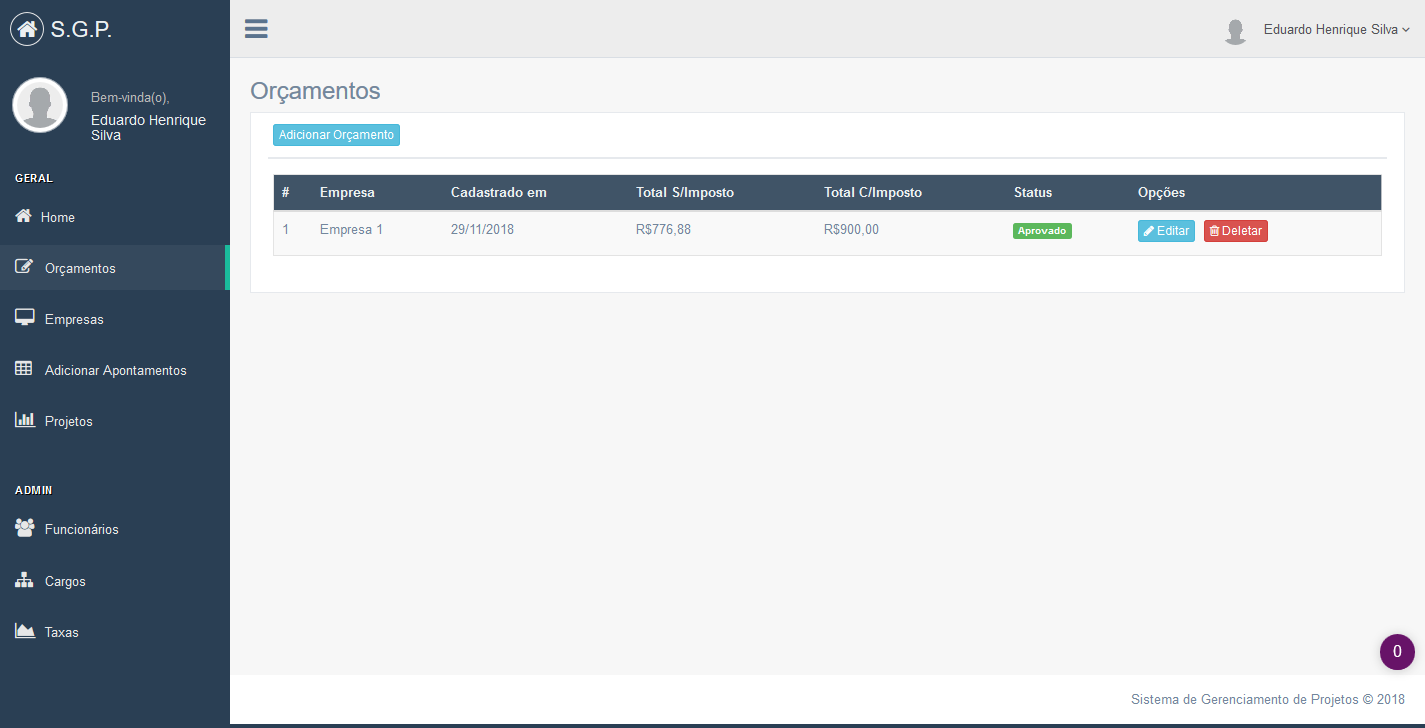 S.G.P.
Eduardo Henrique Silva
Bem-vinda(o),
Eduardo Henrique
Silva
GERAL
Home
Orçamentos
Empresas
Adicionar Apontamentos
Projetos
ADMIN
Funcionários
Cargos
Taxas
Orçamentos
Adicionar Orçamento
# Empresa Cadastrado em Total S/Imposto Total C/Imposto Status Opções
1 Empresa 1 29/11/2018 R$776,88 R$900,00 Aprovado Editar Deletar
0
Sistema de Gerenciamento de Projetos © 2018